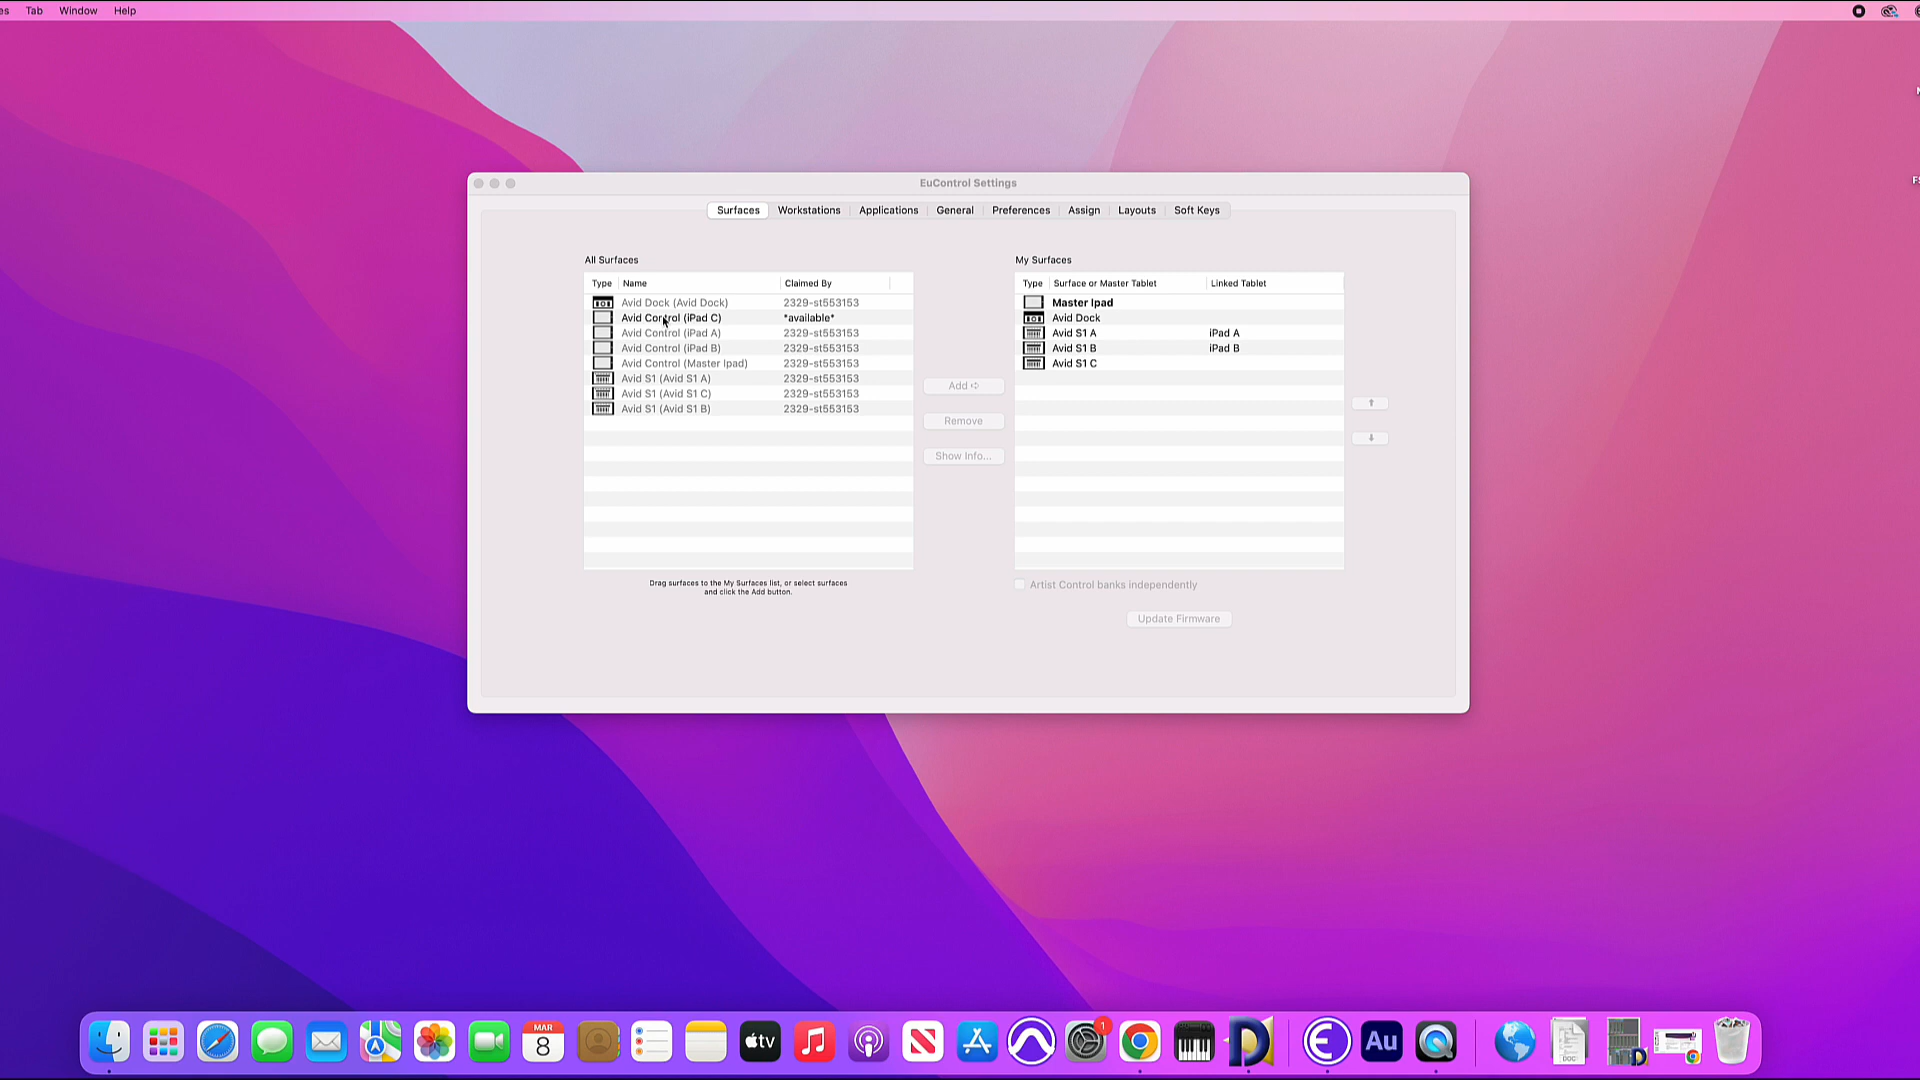 es Tab Window Help
EuControl Settings
Surfaces Workstations Applications General Preferences Assign Layouts Soft Keys
All Surfaces
Type Name Claimed By
Avid Dock (Avid Dock) 2329-st553153
Avid Control (iPad C) *available*
Avid Control (iPad A) 2329-st553153
Avid Control (iPad B) 2329-st553153
Avid Control (Master Ipad) 2329-st553153
Avid S1 (Avid S1 A) 2329-st553153
Avid S1 (Avid S1 C) 2329-st553153
Avid S1 (Avid S1 B) 2329-st553153
Drag surfaces to the My Surfaces list, or select surfaces
and click the Add button.
Add
Remove
Show Info...
My Surfaces
Type Surface or Master Tablet Linked Tablet
Master Ipad
Avid Dock
Avid S1 A iPad A
Avid S1 B iPad B
Avid S1 C
Artist Control banks independently
Update Firmware
FS
MAR
8
tv
1
Au
DOC